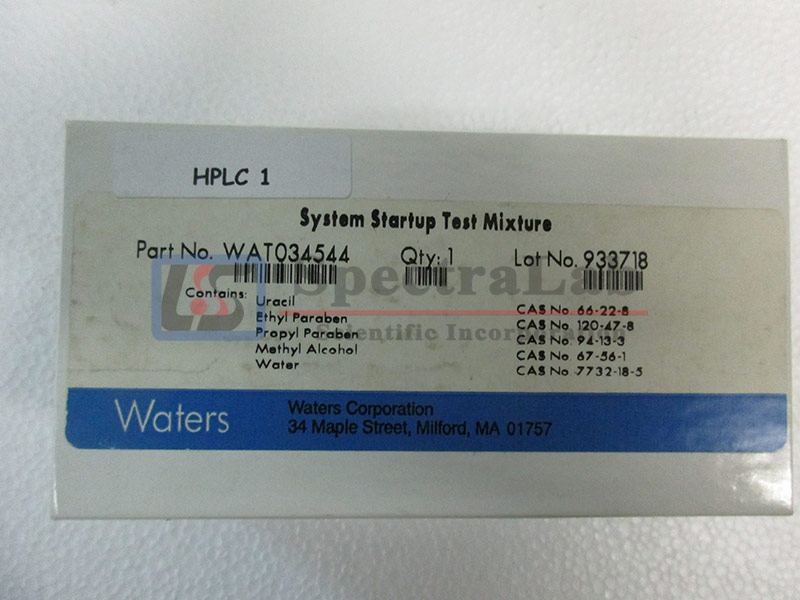 HPLC 1
System Startup Test Mixture
Part No. WAT034544 Qty: 1 Lot No. 933718
SpectraLab
Scientific Incorporated
Contains: Uracil CAS No. 66-22-8
Ethyl Paraben CAS No 120-47-8
Propyl Paraben CAS No. 94-13-3
Methyl Alcohol CAS No. 67-56-1
Water CAS No 7732-18-5
Waters
Waters Corporation
34 Maple Street, Milford, MA 01757